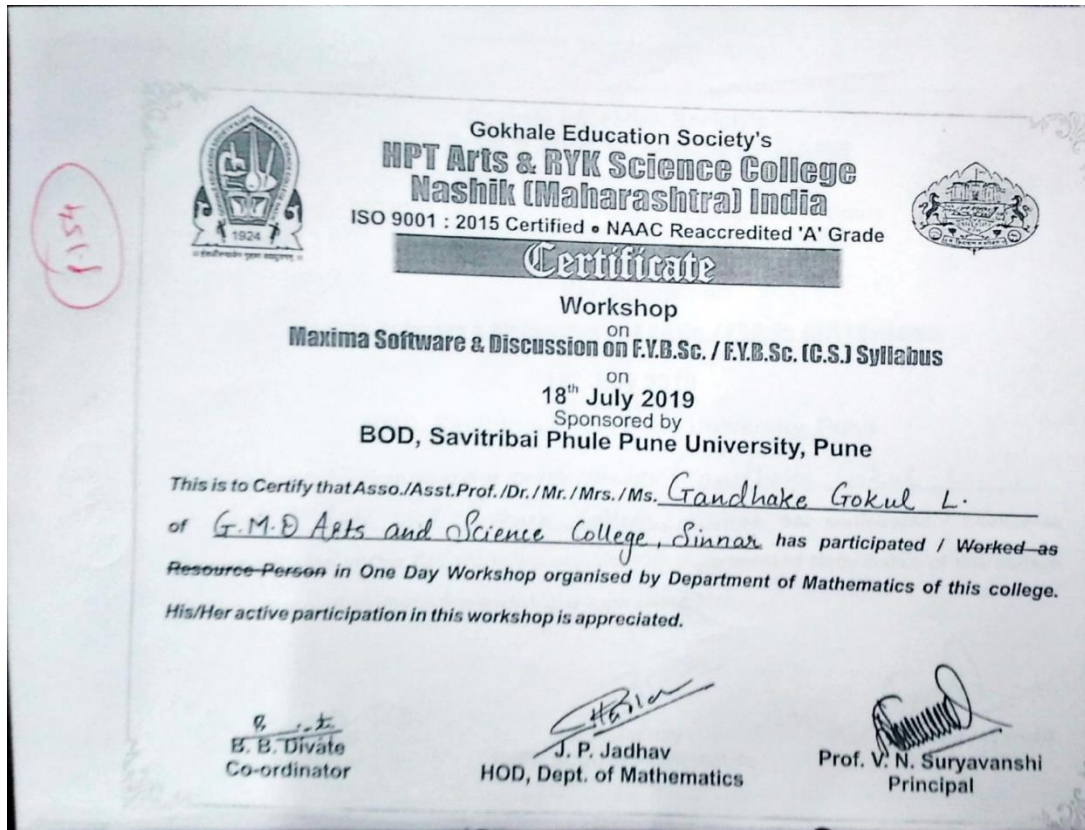 Gokhale Education Society's
HPT Arts & RYK Science College
Nashik (Maharashtra) India
ISO 9001 : 2015 Certified • NAAC Reaccredited 'A' Grade
1924
Certificate
Workshop
on
Maxima Software & Discussion on F.Y.B.Sc. / F.Y.B.Sc. (C.S.) Syllabus
on
18th July 2019
Sponsored by
BOD, Savitribai Phule Pune University, Pune
This is to Certify that Asso./Asst.Prof./Dr./Mr./Mrs./Ms. Gandhake Gokul L.
of G.M.D Arts and Science College, Sinnar has participated / Worked as
Resource Person in One Day Workshop organised by Department of Mathematics of this college.
His/Her active participation in this workshop is appreciated.
B. B. Divate
Co-ordinator
J. P. Jadhav
HOD, Dept. of Mathematics
Prof. V. N. Suryavanshi
Principal